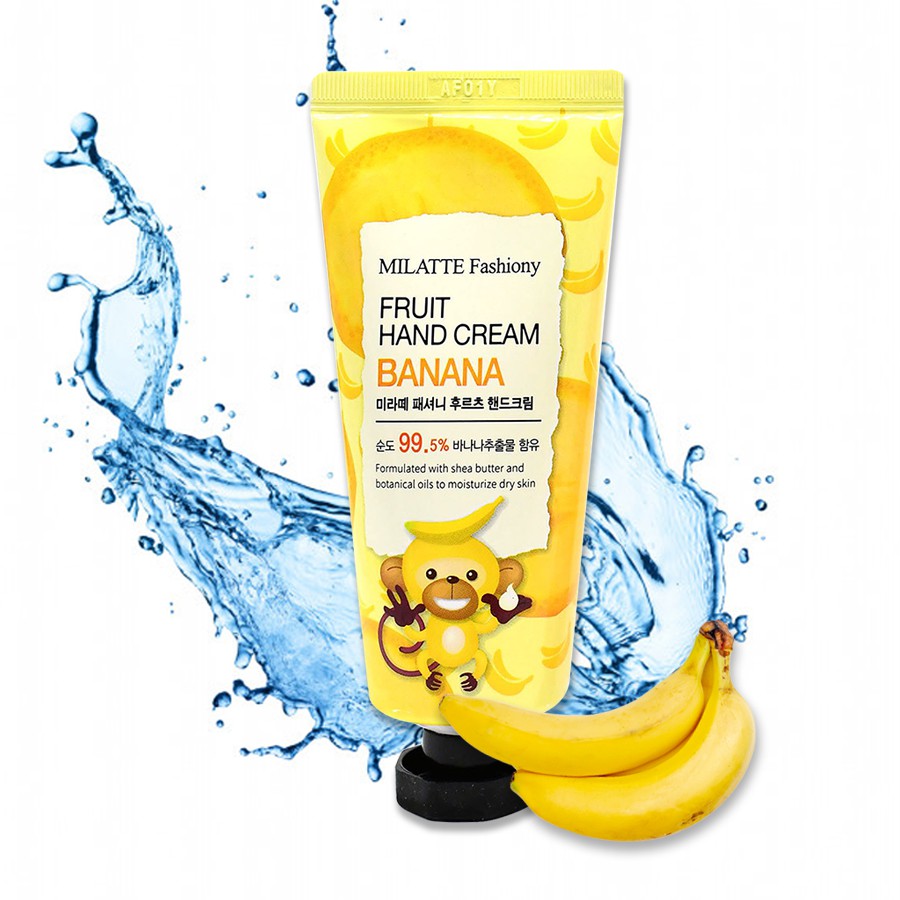 AF01Y
MILATTE Fashiony
FRUIT
HAND CREAM
BANANA
미라떼 패셔니 후르츠 핸드크림
순도 99.5% 바나나추출물 함유
Formulated with shea butter and
botanical oils to moisturize dry skin